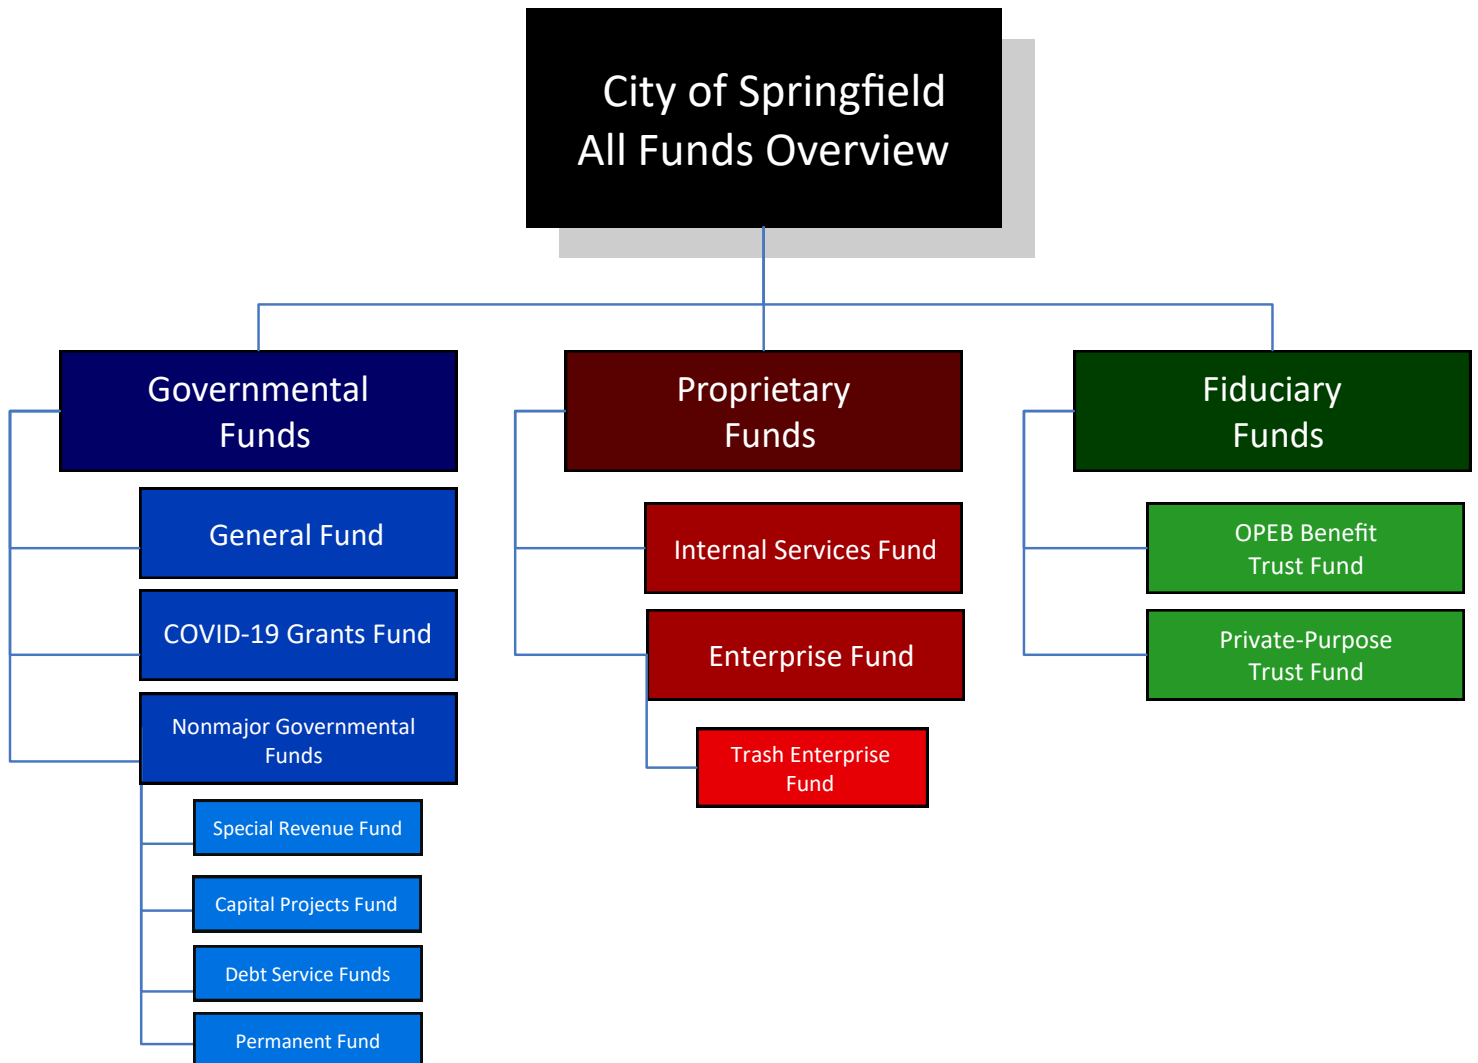 City of Springfield
All Funds Overview
Governmental
Funds
General Fund
COVID-19 Grants Fund
Nonmajor Governmental
Funds
Special Revenue Fund
Capital Projects Fund
Debt Service Funds
Permanent Fund
Proprietary
Funds
Internal Services Fund
Enterprise Fund
Trash Enterprise
Fund
Fiduciary
Funds
OPEB Benefit
Trust Fund
Private-Purpose
Trust Fund